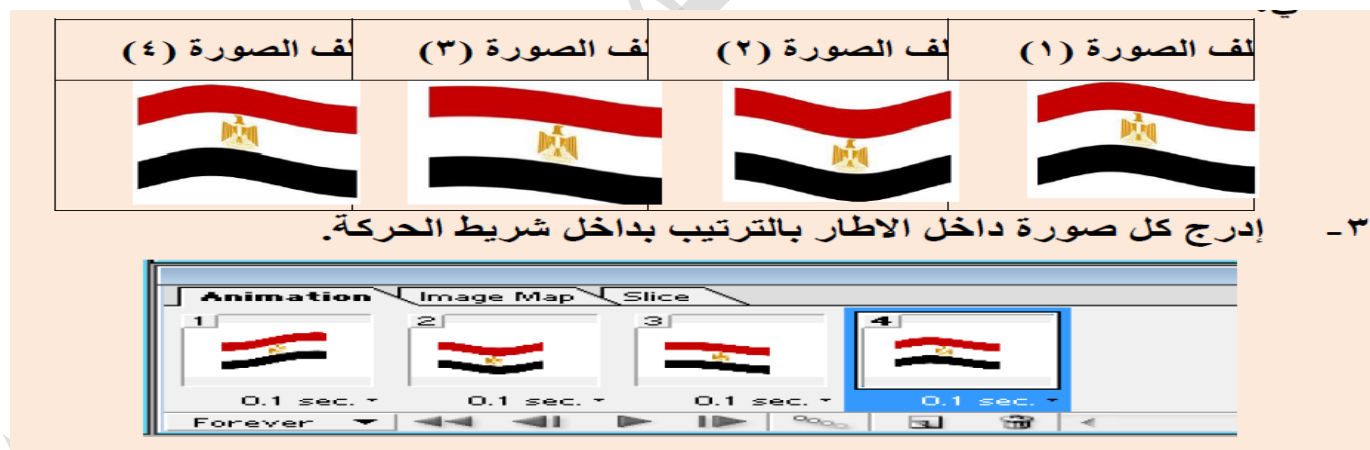 لف الصورة (١) لف الصورة (٢) لف الصورة (٣) لف الصورة (٤)
٣- إدرج كل صورة داخل الاطار بالترتيب بداخل شريط الحركة.
Animation Image Map Slice
1 2 3 4
0.1 sec. 0.1 sec. 0.1 sec. 0.1 sec.
Forever